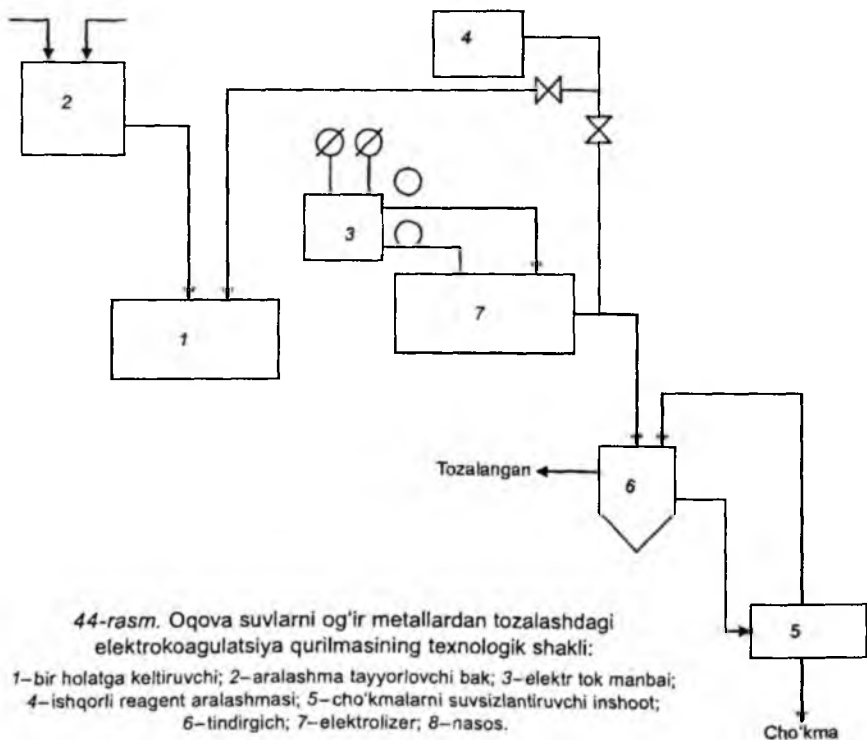 4
2
3
7
1
Tozalangan
6
5
44-rasm. Oqova suvlarni og'ir metallardan tozalashdagi
elektrokoagulatsiya qurilmasining texnologik shakli:
1–bir holatga keltiruvchi; 2–aralashma tayyorlovchi bak; 3–elektr tok manbai;
4–ishqorli reagent aralashmasi; 5–cho'kmalarni suvsizlantiruvchi inshoot;
6–tindirgich; 7–elektrolizer; 8–nasos.
Cho'kma